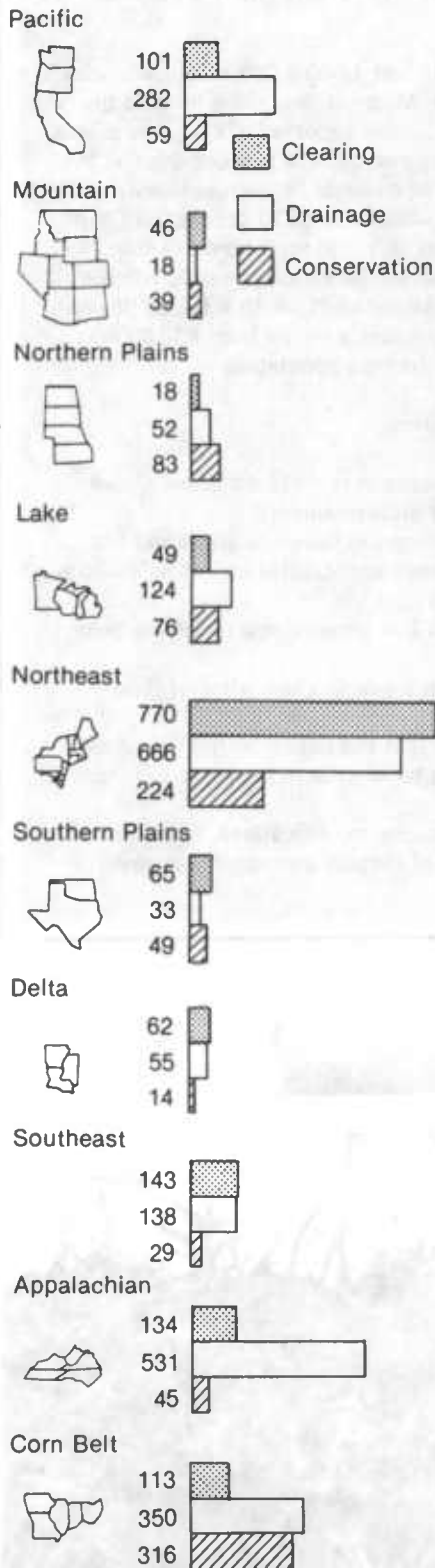 Pacific
101
282
59
Clearing
Drainage
Conservation
Mountain
46
18
39
Northern Plains
18
52
83
Lake
49
124
76
Northeast
770
666
224
Southern Plains
65
33
49
Delta
62
55
14
Southeast
143
138
29
Appalachian
134
531
45
Corn Belt
113
350
316